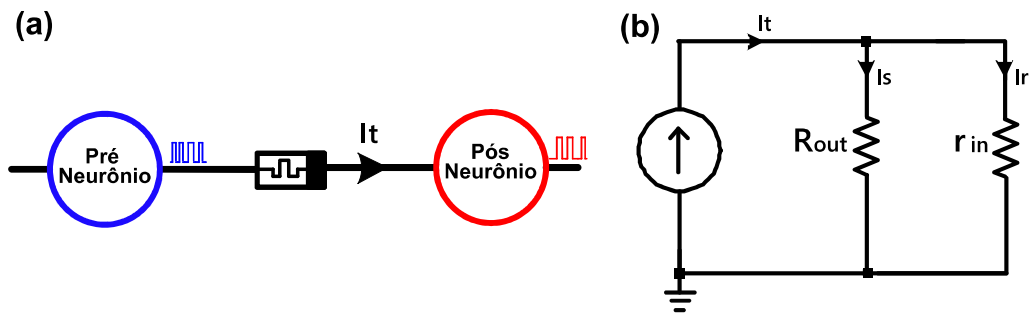 (a)
Pré
Neurônio
It
Pós
Neurônio
(b)
It
Is
Ir
Rout
r in